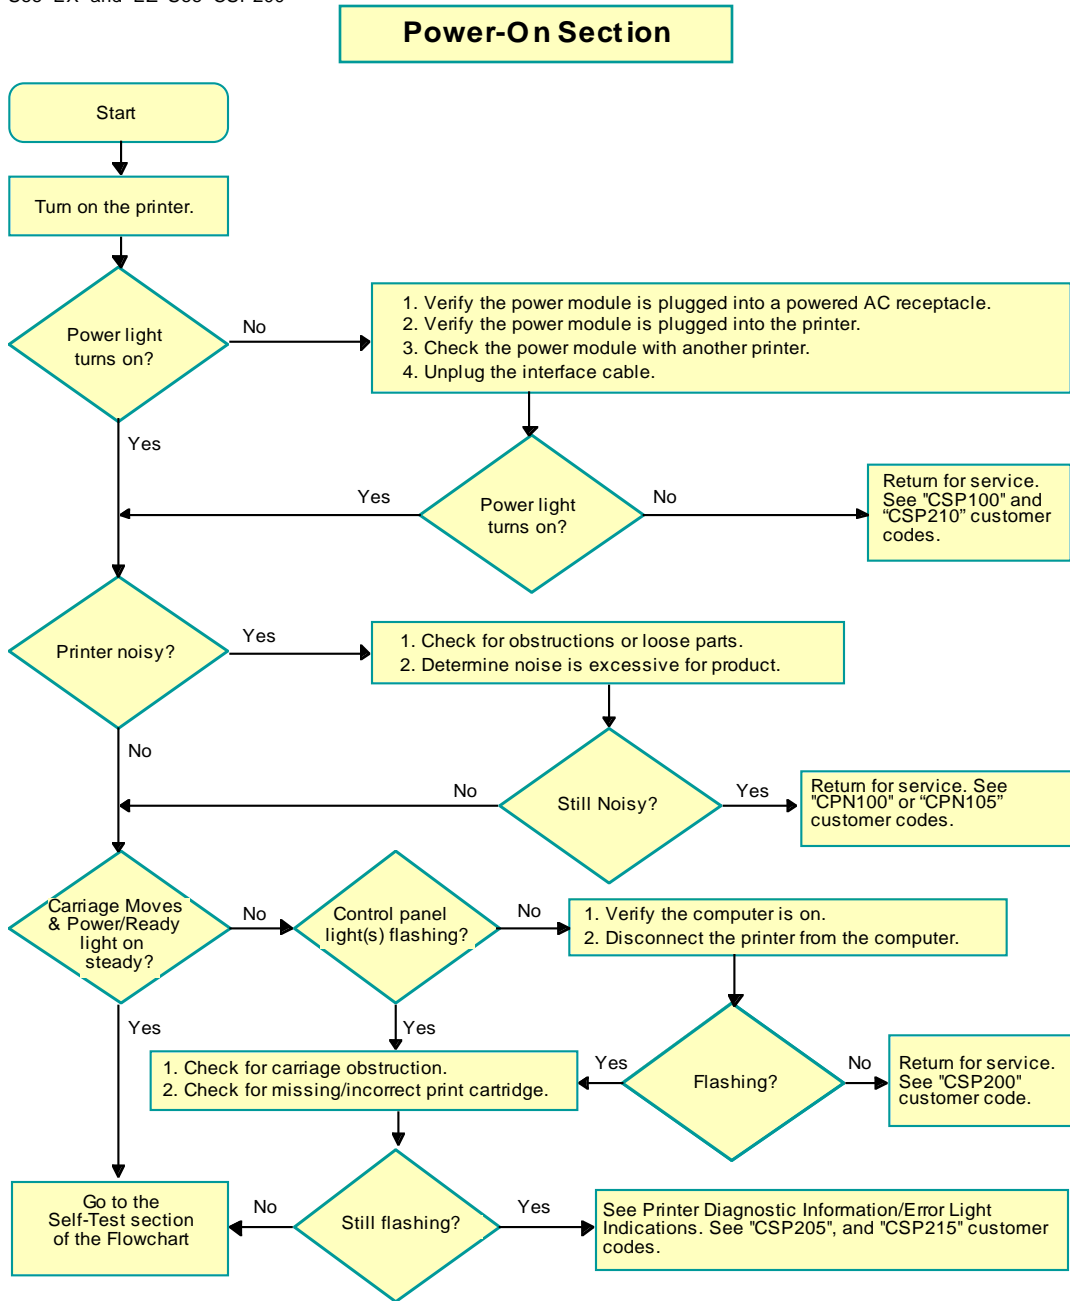 Power-On Section
Start
Turn on the printer.
Power light
turns on?
No
1. Verify the power module is plugged into a powered AC receptacle.
2. Verify the power module is plugged into the printer.
3. Check the power module with another printer.
4. Unplug the interface cable.
Yes
Yes
Power light
turns on?
No
Return for service.
See "CSP100" and
“CSP210” customer
codes.
Printer noisy?
Yes
1. Check for obstructions or loose parts.
2. Determine noise is excessive for product.
No
No
Still Noisy?
Yes
Return for service. See
"CPN100" or “CPN105”
customer codes.
Carriage Moves
& Power/Ready
light on
steady?
No
Control panel
light(s) flashing?
No
1. Verify the computer is on.
2. Disconnect the printer from the computer.
Yes
Yes
1. Check for carriage obstruction.
2. Check for missing/incorrect print cartridge.
Yes
Flashing?
No
Return for service.
See "CSP200"
customer code.
Go to the
Self-Test section
of the Flowchart
No
Still flashing?
Yes
See Printer Diagnostic Information/Error Light
Indications. See "CSP205", and "CSP215" customer
codes.